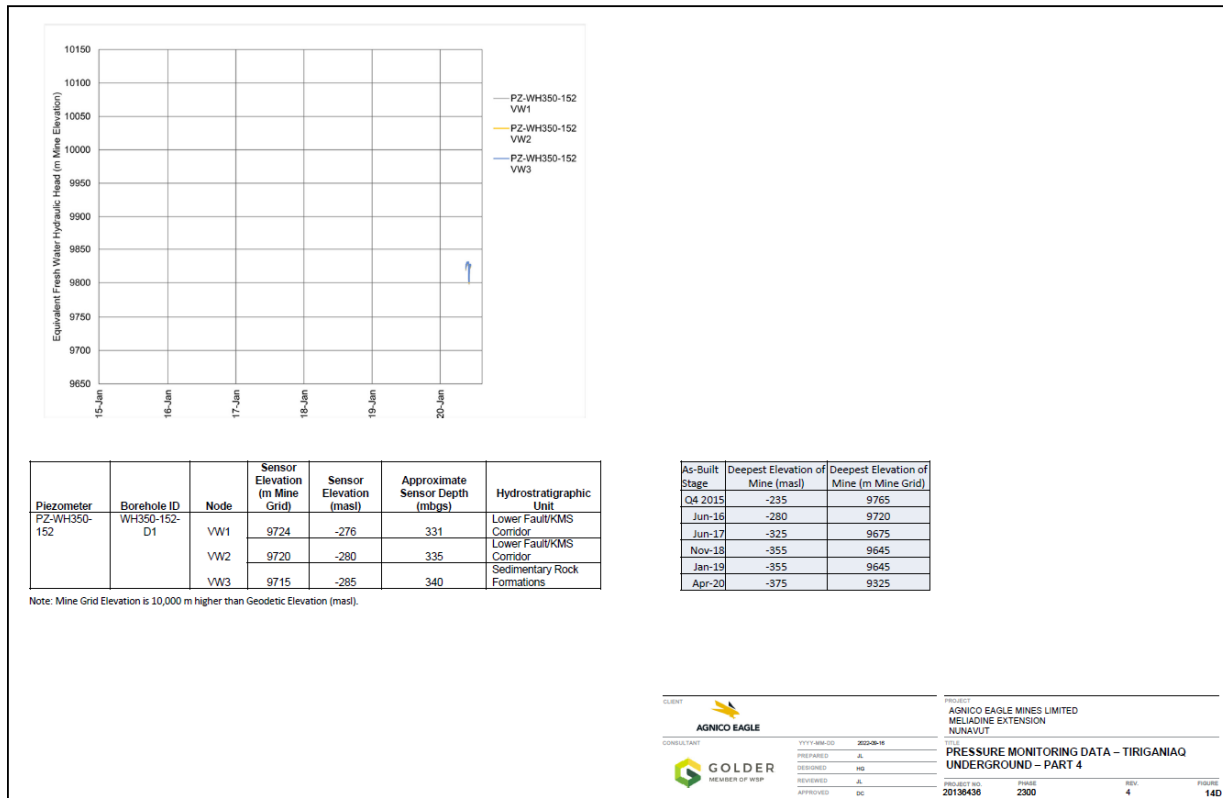 10150
10100
10050
10000
9950
9900
9850
9800
9750
9700
9650
Equivalent Fresh Water Hydraulic Head (m Mine Elevation)
15-Jan
16-Jan
17-Jan
18-Jan
19-Jan
20-Jan
PZ-WH350-152
VW1
PZ-WH350-152
VW2
PZ-WH350-152
VW3
Piezometer Borehole ID Node Sensor Elevation (m Mine Grid) Sensor Elevation (masl) Approximate Sensor Depth (mbgs) Hydrostratigraphic Unit
PZ-WH350-152 WH350-152-D1 VW1 9724 -276 331 Lower Fault/KMS Corridor
VW2 9720 -280 335 Lower Fault/KMS Corridor
VW3 9715 -285 340 Sedimentary Rock Formations
Note: Mine Grid Elevation is 10,000 m higher than Geodetic Elevation (masl).
As-Built Stage Deepest Elevation of Mine (masl) Deepest Elevation of Mine (m Mine Grid)
Q4 2015 -235 9765
Jun-16 -280 9720
Jun-17 -325 9675
Nov-18 -355 9645
Jan-19 -355 9645
Apr-20 -375 9325
CLIENT
AGNICO EAGLE
CONSULTANT
GOLDER
MEMBER OF WSP
YYYY-MM-DD 2022-09-16
PREPARED JL
DESIGNED HG
REVIEWED JL
APPROVED DC
PROJECT
AGNICO EAGLE MINES LIMITED
MELIADINE EXTENSION
NUNAVUT
TITLE
PRESSURE MONITORING DATA – TIRIGANIAQ
UNDERGROUND – PART 4
PROJECT NO. PHASE REV. FIGURE
20136436 2300 4 14D